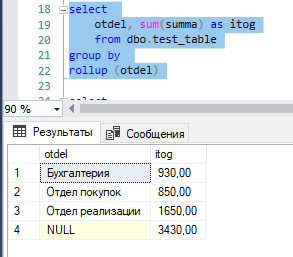 18 select
19 otdel, sum(summa) as itog
20 from dbo.test_table
21 group by
22 rollup (otdel)
23
90 %
Результаты Сообщения
otdel itog
1 Бухгалтерия 930,00
2 Отдел покупок 850,00
3 Отдел реализации 1650,00
4 NULL 3430,00